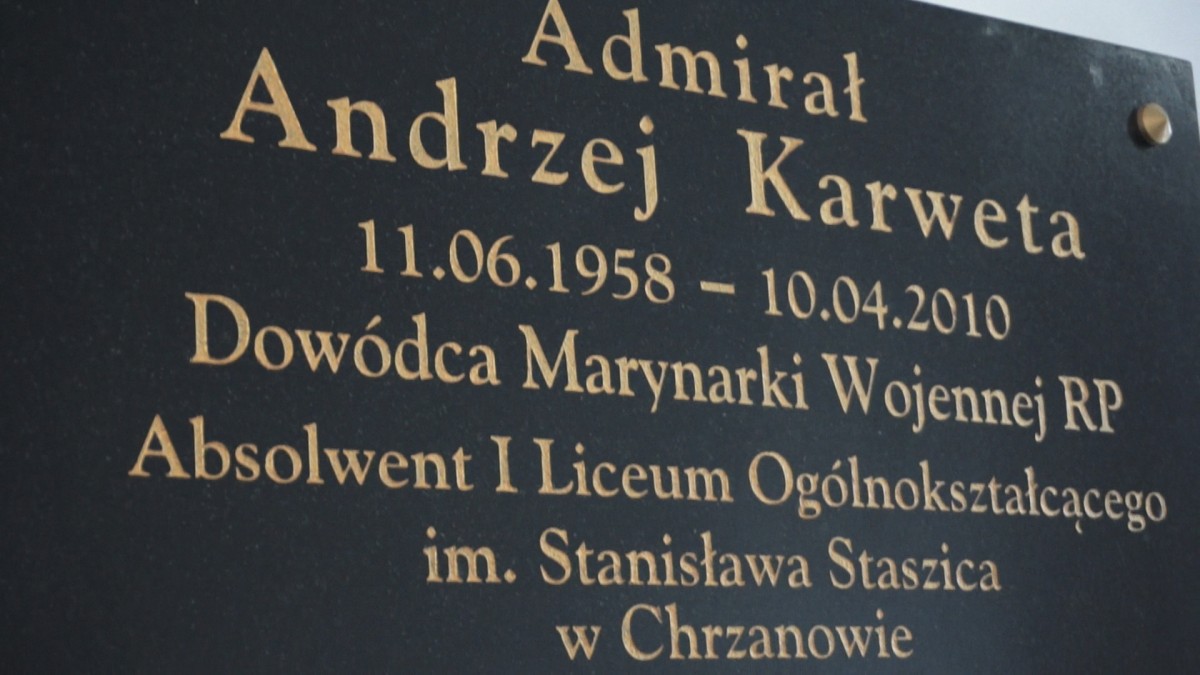 Admirał
Andrzej Karweta
11.06.1958 – 10.04.2010
Dowódca Marynarki Wojennej RP
Absolwent I Liceum Ogólnokształcącego
im. Stanisława Staszica
w Chrzanowie